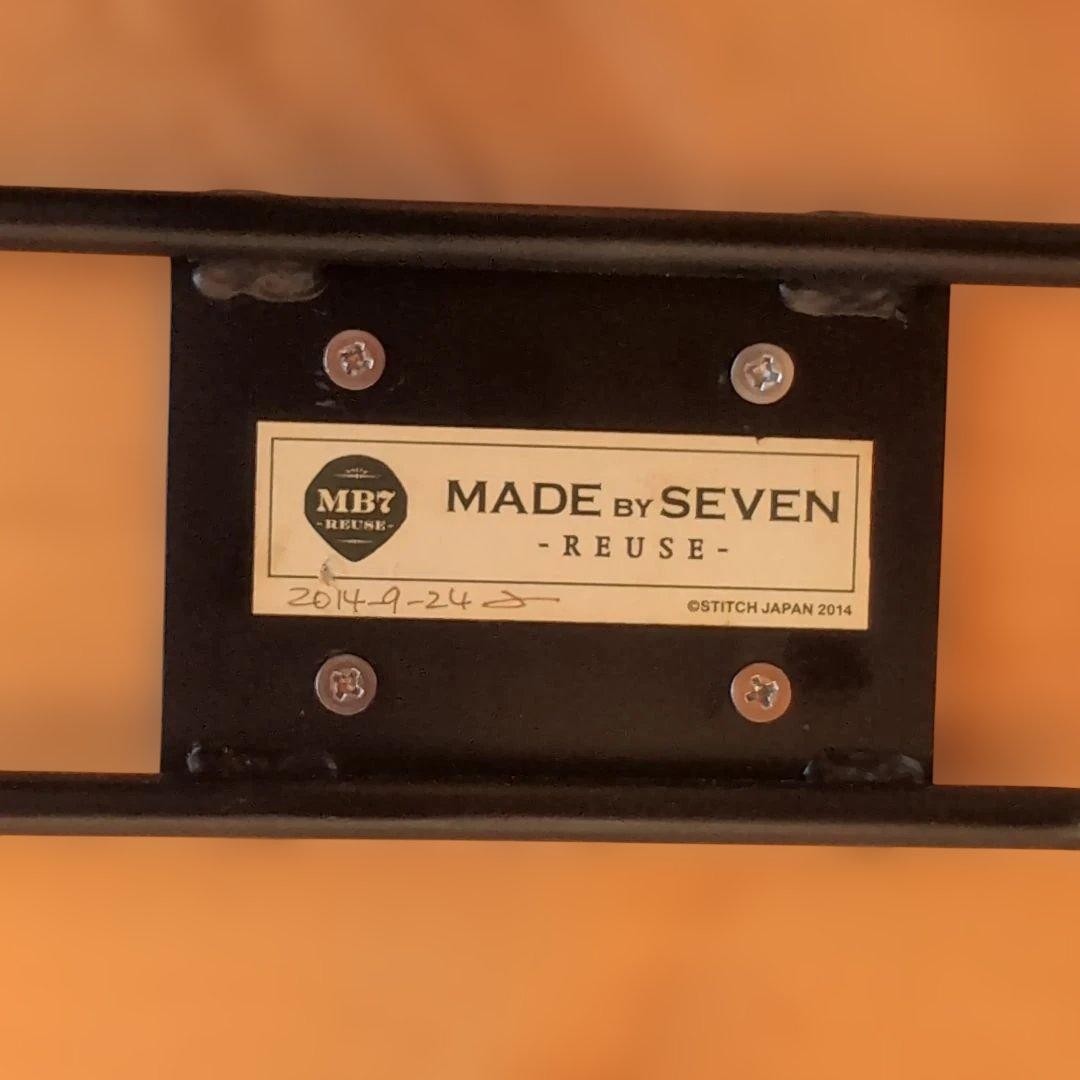 MB7
-REUSE-
MADE BY SEVEN
-REUSE-
2014-9-24
©STITCH JAPAN 2014